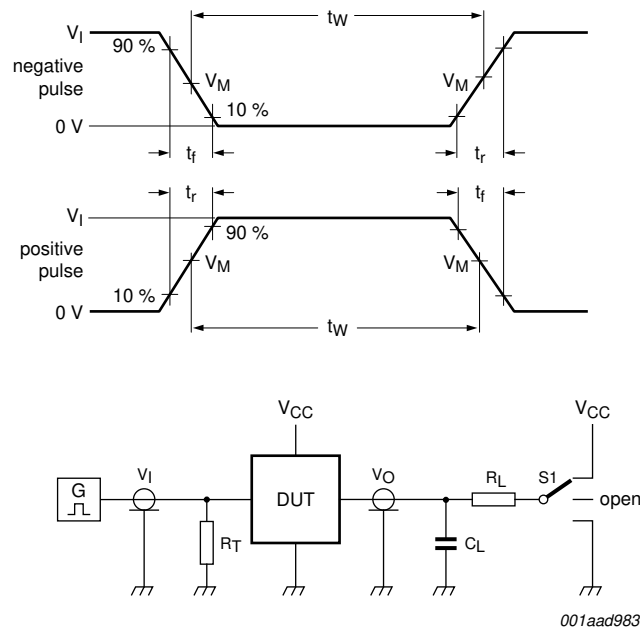 V_I
t_W
90 %
negative
pulse
V_M
V_M
10 %
0 V
t_f
t_r
t_r
t_f
V_I
90 %
positive
pulse
V_M
V_M
10 %
0 V
t_W
V_CC
V_CC
G
V_I
DUT
V_O
R_L
S1
open
R_T
C_L
001aad983